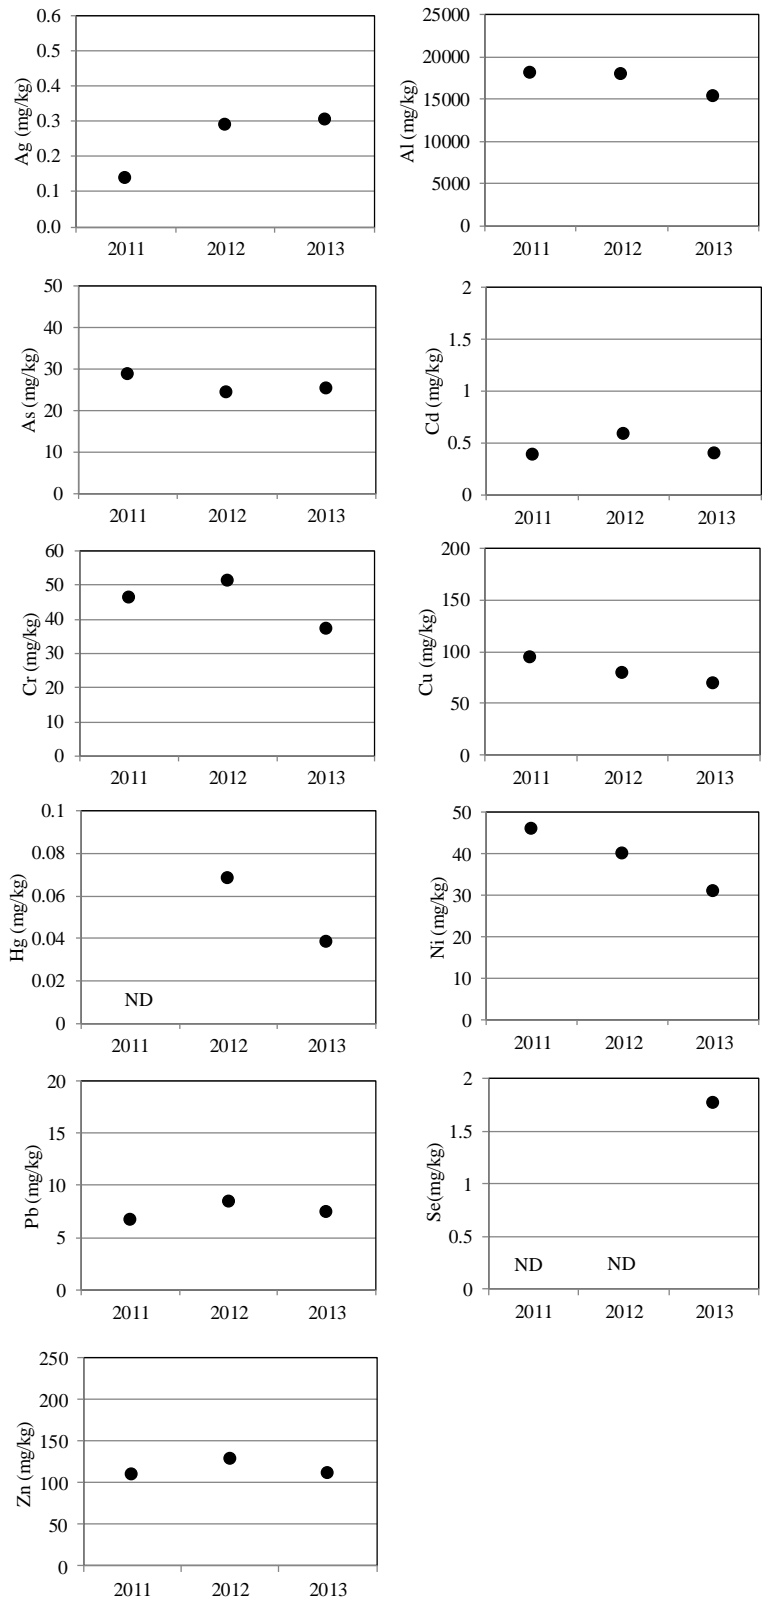 Ag (mg/kg)
0.6
0.5
0.4
0.3
0.2
0.1
0.0
2011 2012 2013
Al (mg/kg)
25000
20000
15000
10000
5000
0
2011 2012 2013
As (mg/kg)
50
40
30
20
10
0
2011 2012 2013
Cd (mg/kg)
2
1.5
1
0.5
0
2011 2012 2013
Cr (mg/kg)
60
50
40
30
20
10
0
2011 2012 2013
Cu (mg/kg)
200
150
100
50
0
2011 2012 2013
Hg (mg/kg)
0.1
0.08
0.06
0.04
0.02
0
ND
2011 2012 2013
Ni (mg/kg)
50
40
30
20
10
0
2011 2012 2013
Pb (mg/kg)
20
15
10
5
0
2011 2012 2013
Se(mg/kg)
2
1.5
1
0.5
0
ND ND
2011 2012 2013
Zn (mg/kg)
250
200
150
100
50
0
2011 2012 2013